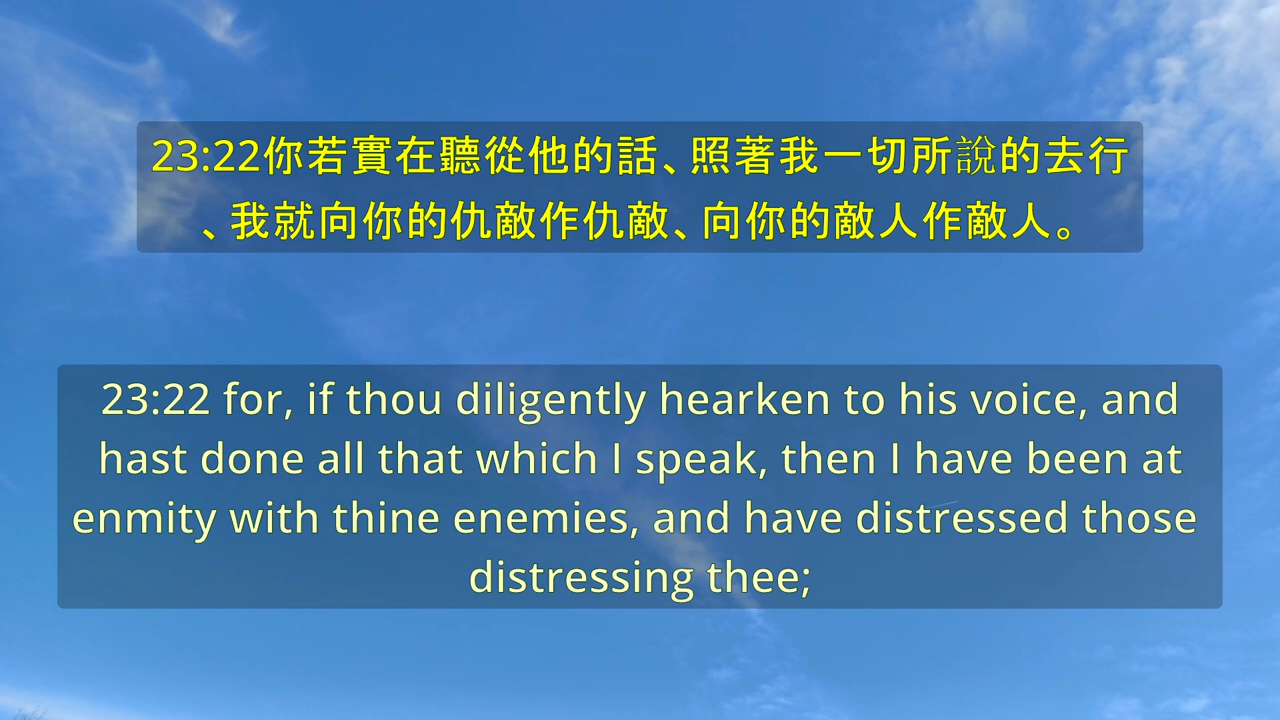 23:22你若實在聽從他的話、照著我一切所說的去行
、我就向你的仇敵作仇敵、向你的敵人作敵人。
23:22 for, if thou diligently hearken to his voice, and
hast done all that which I speak, then I have been at
enmity with thine enemies, and have distressed those
distressing thee;